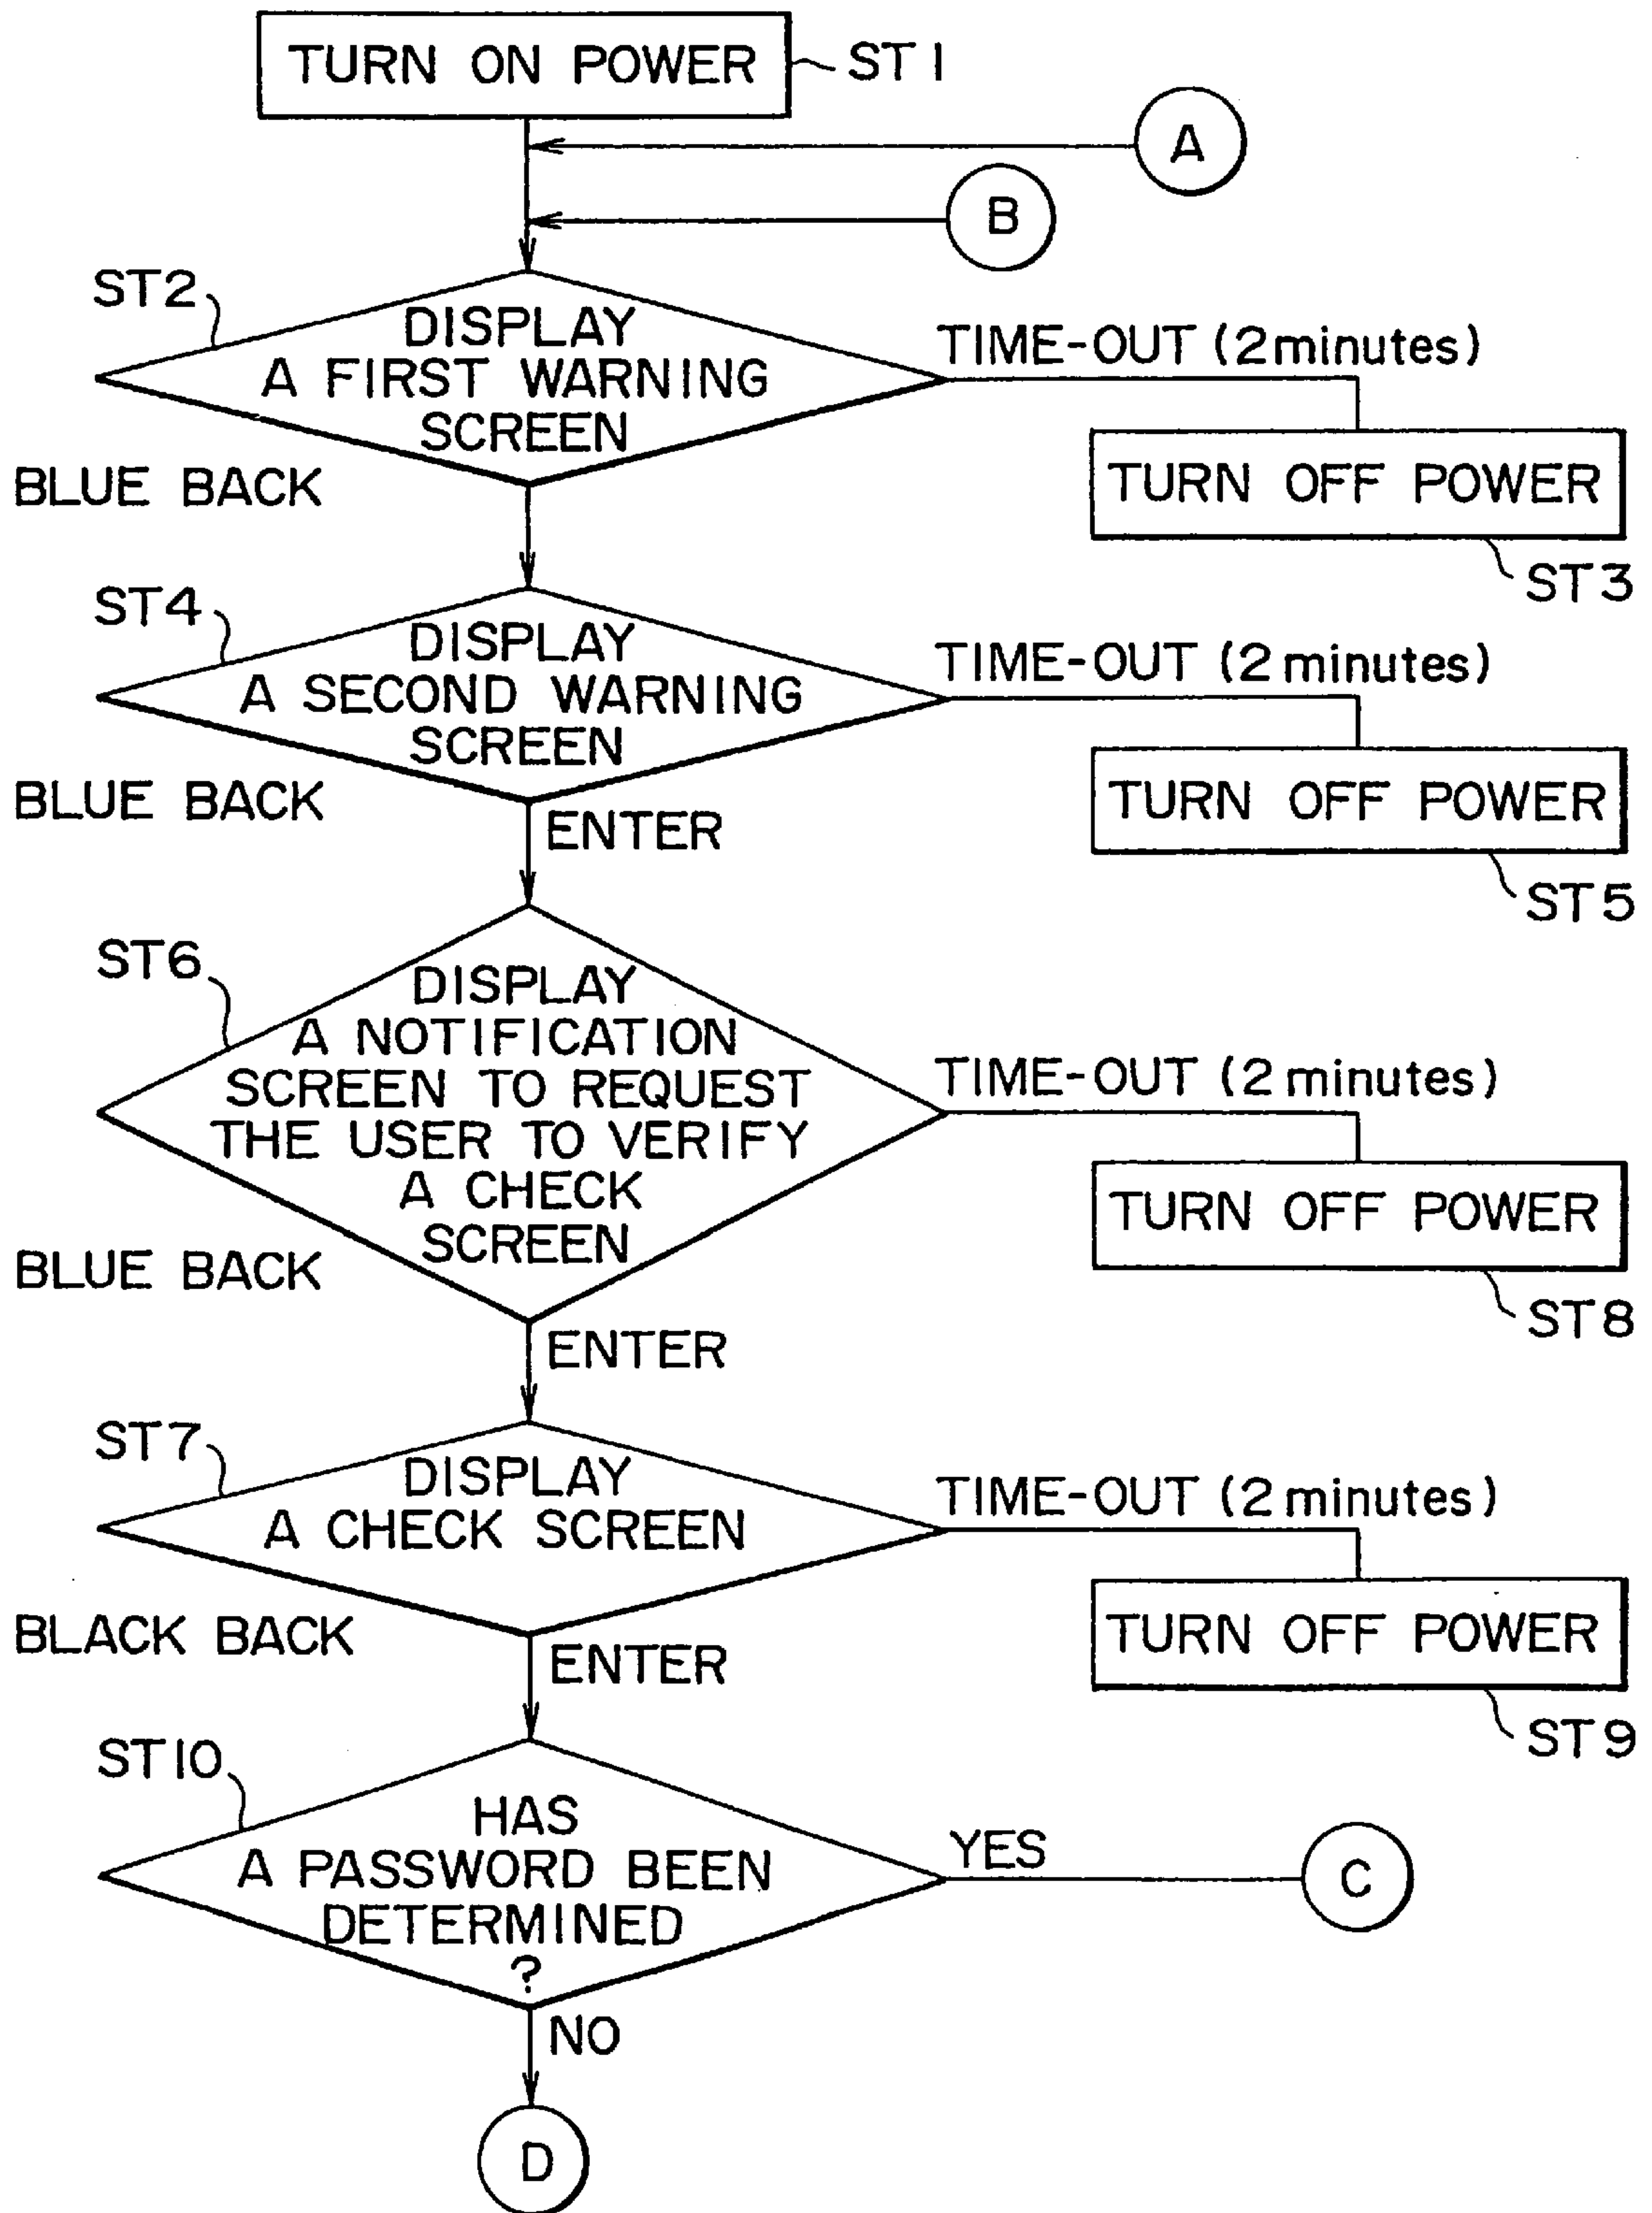 TURN ON POWER
ST1
A
B
ST2
DISPLAY
A FIRST WARNING
SCREEN
TIME-OUT (2minutes)
BLUE BACK
TURN OFF POWER
ST3
ST4
DISPLAY
A SECOND WARNING
SCREEN
TIME-OUT (2 minutes)
BLUE BACK
TURN OFF POWER
ENTER
ST5
ST6
DISPLAY
A NOTIFICATION
SCREEN TO REQUEST
THE USER TO VERIFY
A CHECK
SCREEN
TIME-OUT (2 minutes)
BLUE BACK
TURN OFF POWER
ST8
ENTER
ST7
DISPLAY
A CHECK SCREEN
TIME-OUT (2 minutes)
BLACK BACK
TURN OFF POWER
ENTER
ST9
ST10
HAS
A PASSWORD BEEN
DETERMINED
?
YES
C
NO
D